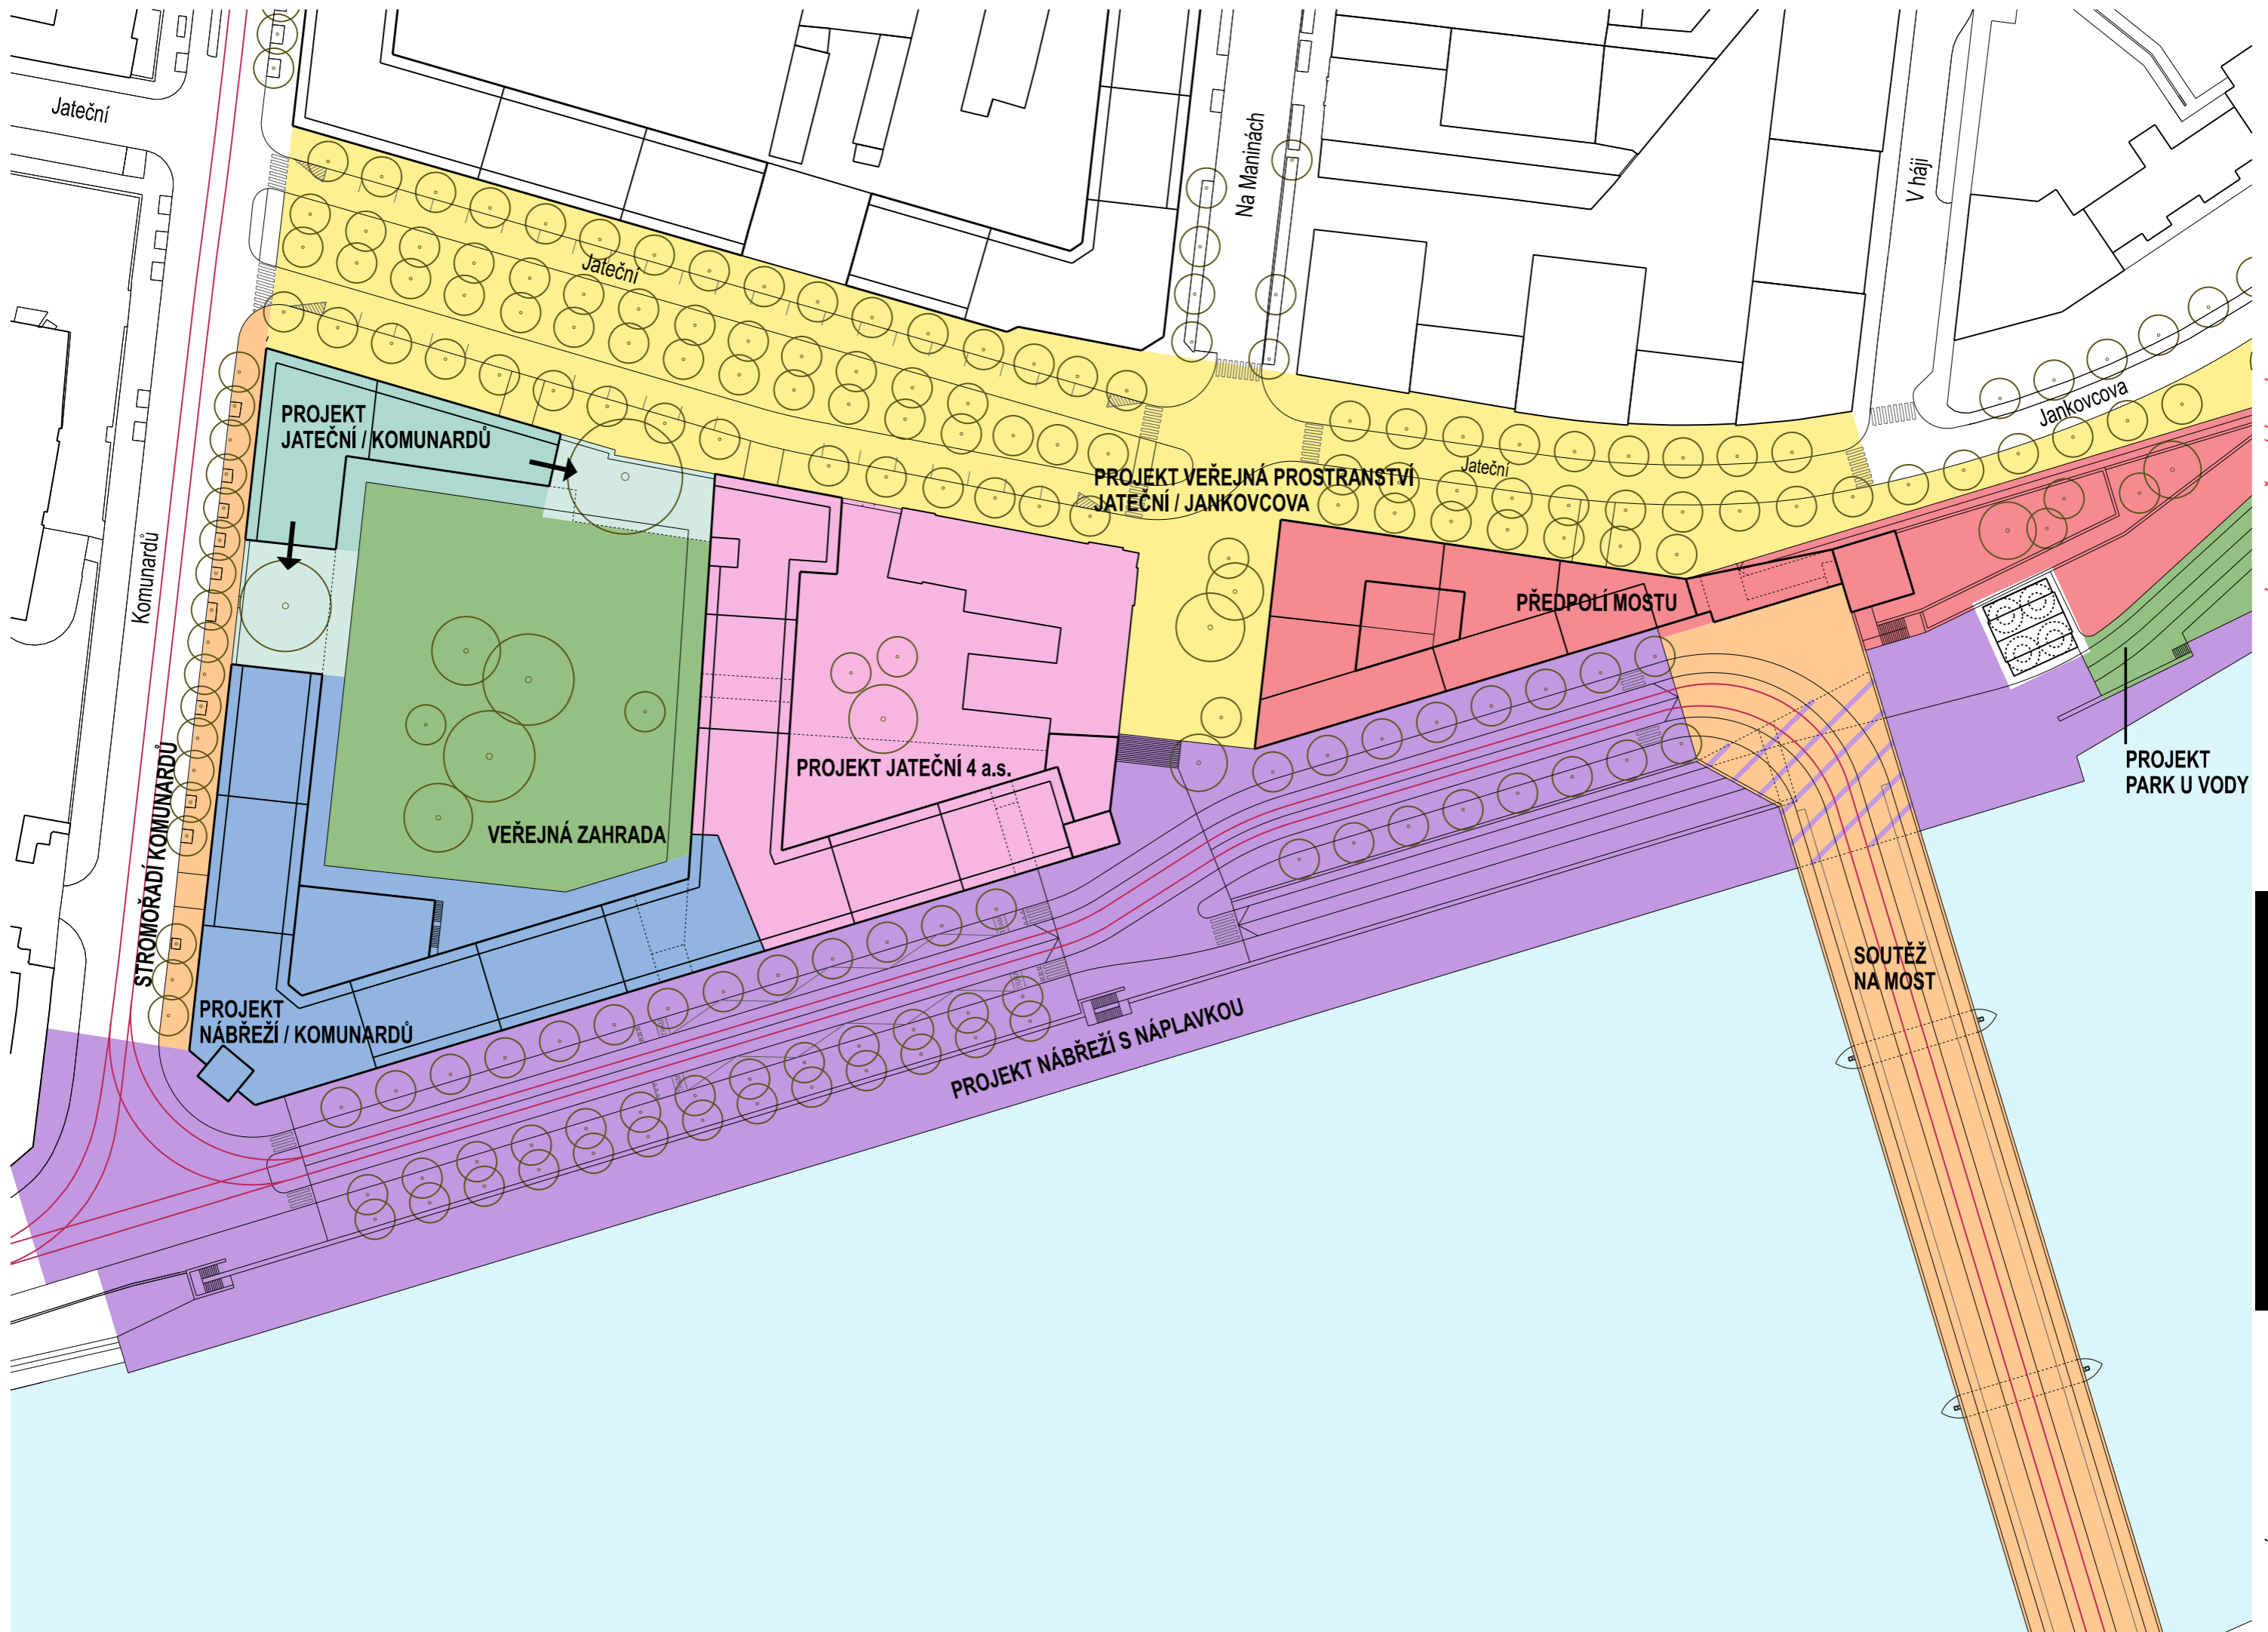 Jateční
Na Maninách
V háji
Jateční
Jankovcova
PROJEKT
JATEČNÍ / KOMUNARDŮ
PROJEKT VEŘEJNÁ PROSTRANSTVÍ
JATEČNÍ / JANKOVCOVA
Jateční
Komunardů
PŘEDPOLÍ MOSTU
PROJEKT JATEČNÍ 4 a.s.
PROJEKT
PARK U VODY
VEŘEJNÁ ZAHRADA
STROMOŘADÍ KOMUNARDŮ
SOUTĚŽ
NA MOST
PROJEKT
NÁBŘEŽÍ / KOMUNARDŮ
PROJEKT NÁBŘEŽÍ S NÁPLAVKOU